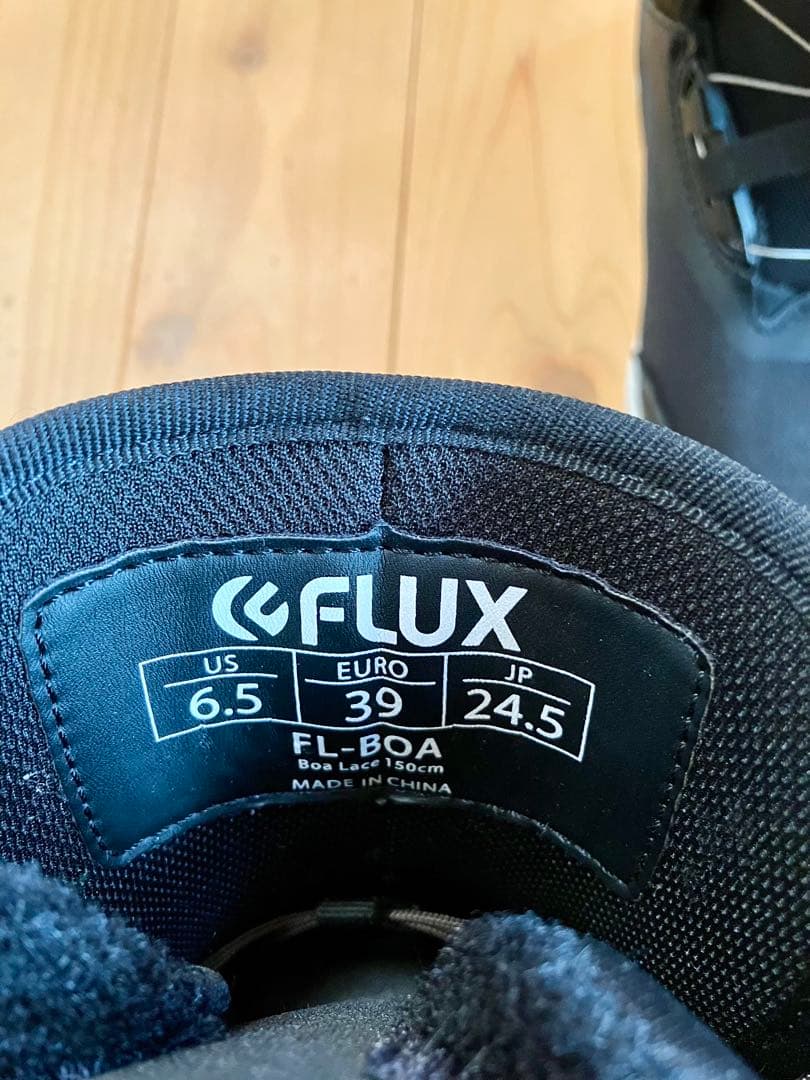 FLUX
US EURO JP
6.5 39 24.5
FL-BOA
Boa Lace 150cm
MADE IN CHINA